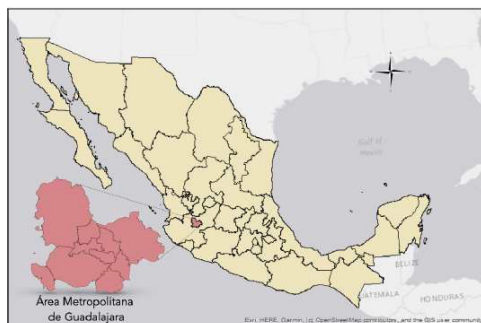 Gulf of
Mexico
BELIZE
GUATEMALA
HONDURAS
Área Metropolitana
de Guadalajara
Esri, HERE, Garmin, (c) OpenStreetMap contributors, and the GIS user community